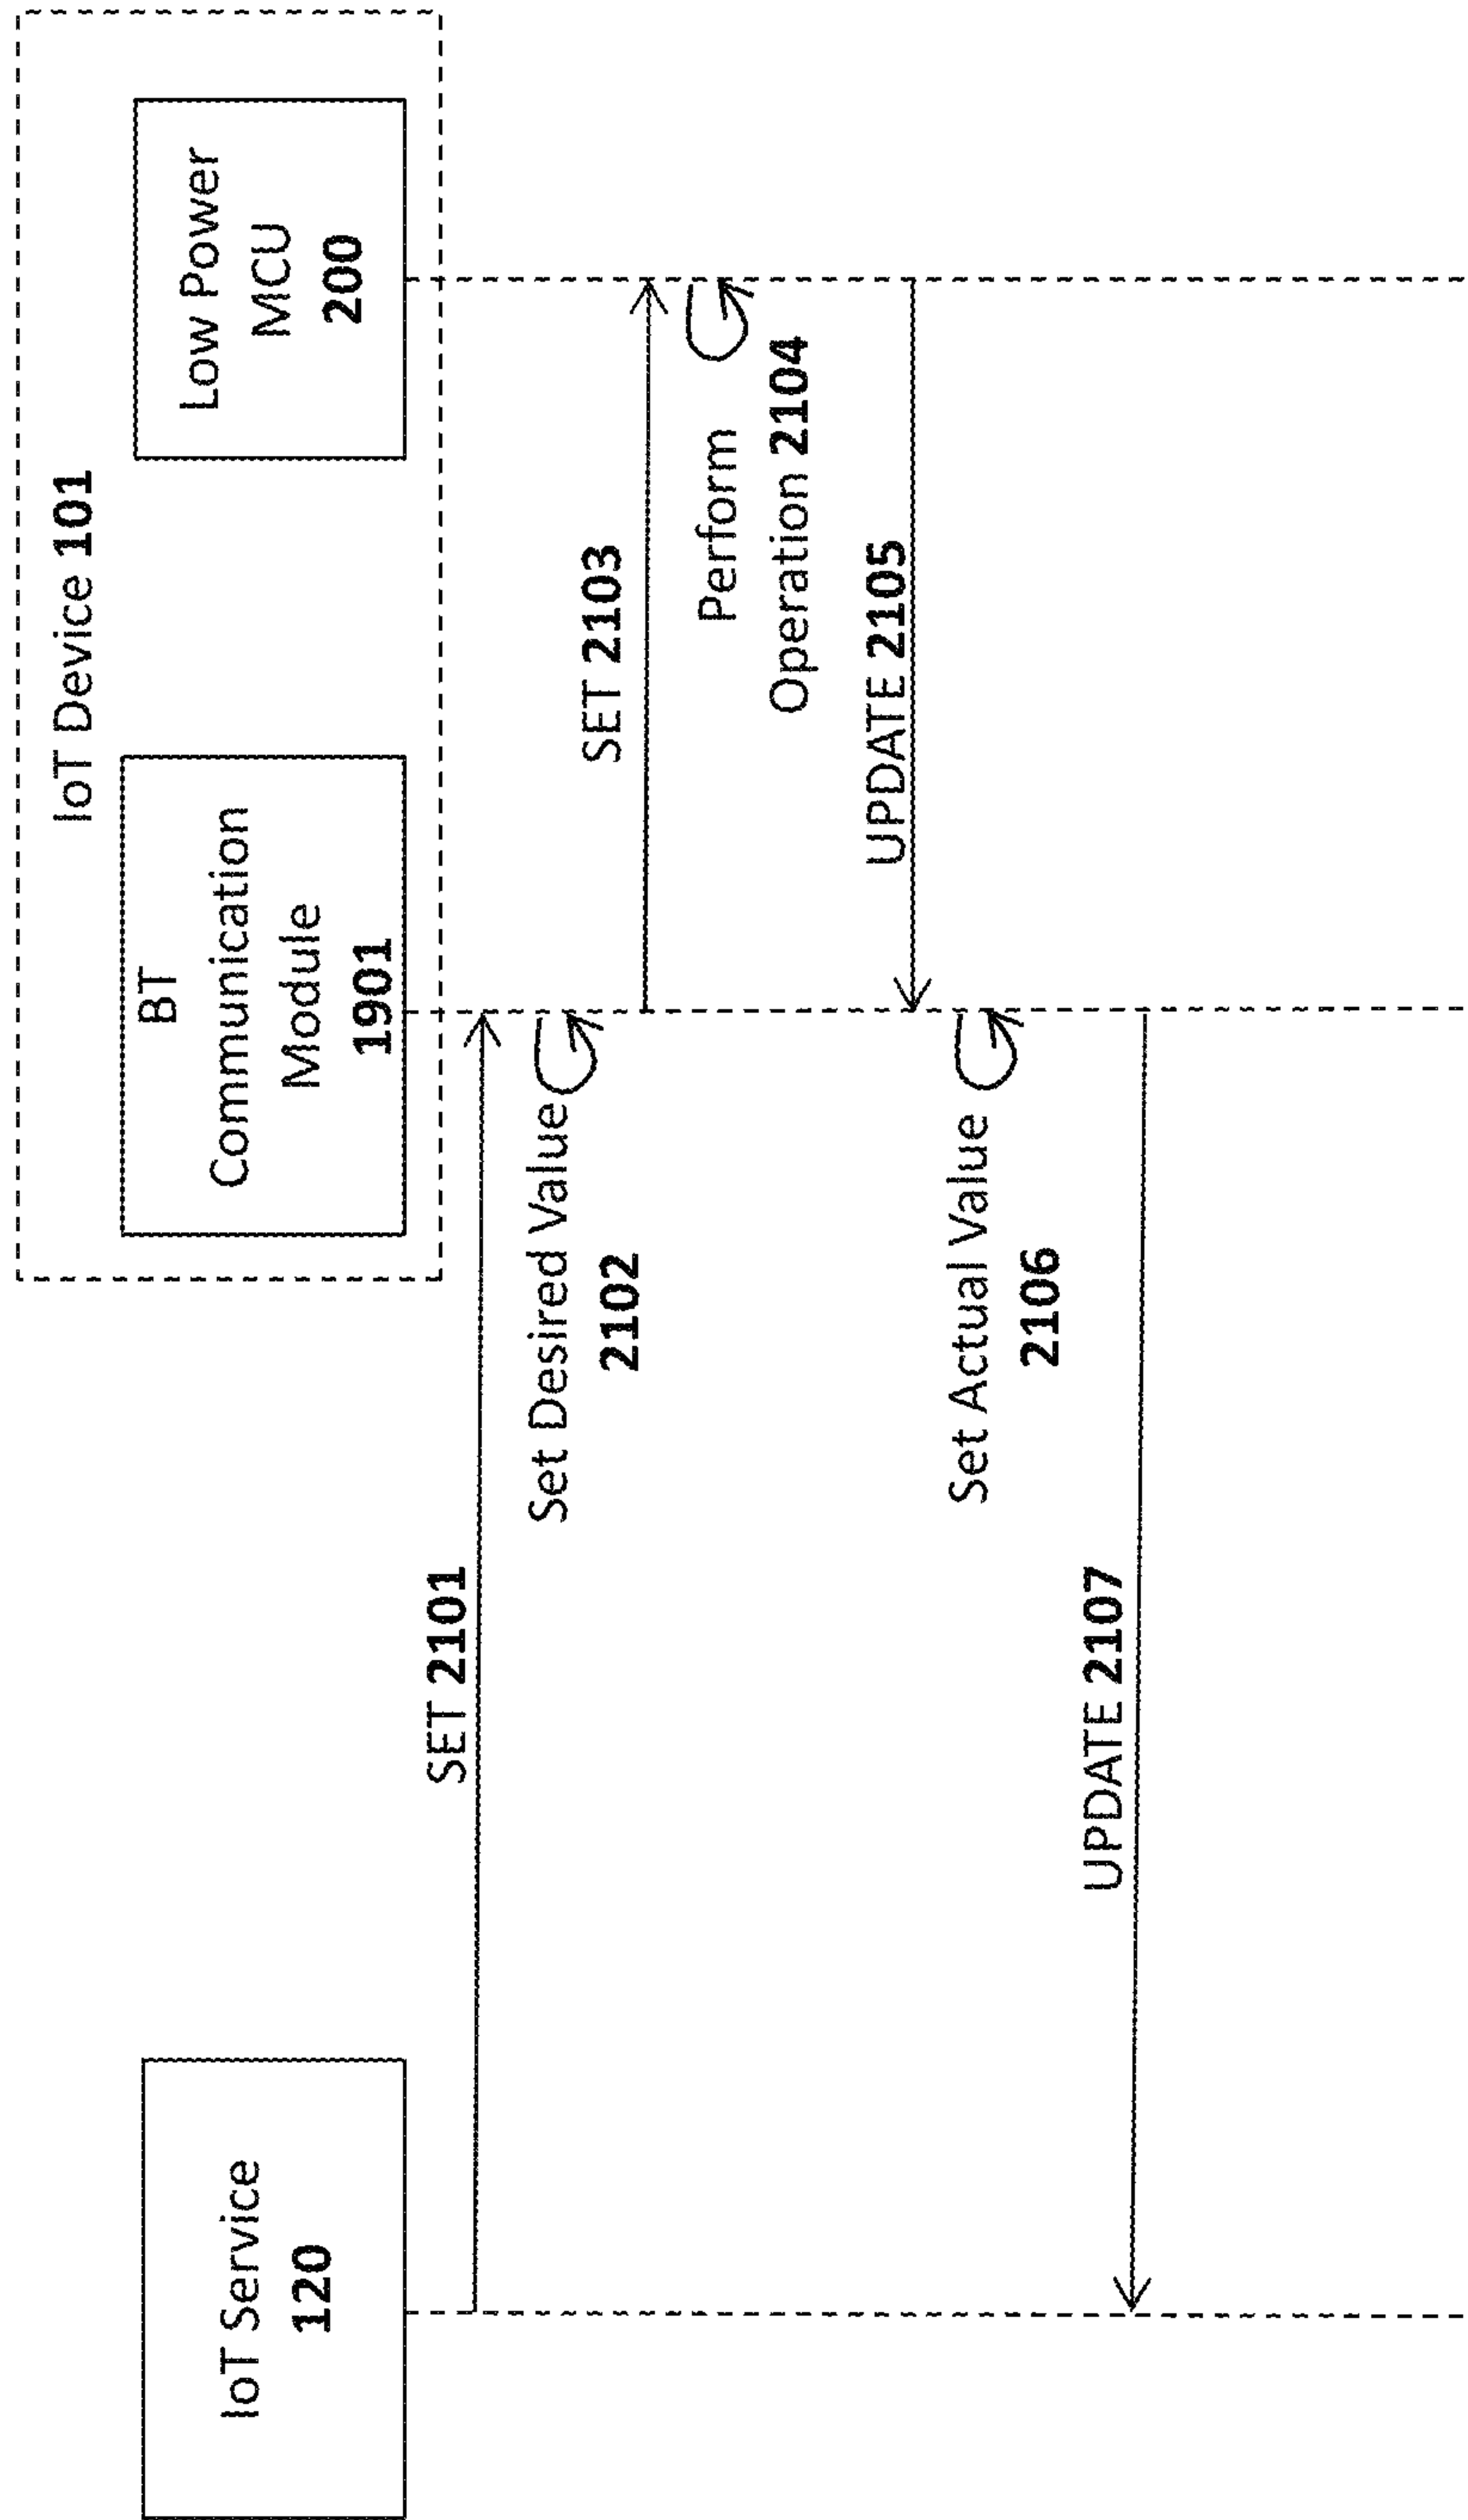 IoT Service
120
IoT Device 101
BT
Communication
Module
1901
Low Power
MCU
200
SET 2101
Set Desired Value
2102
SET 2103
Perform
Operation 2104
UPDATE 2105
Set Actual Value
2106
UPDATE 2107